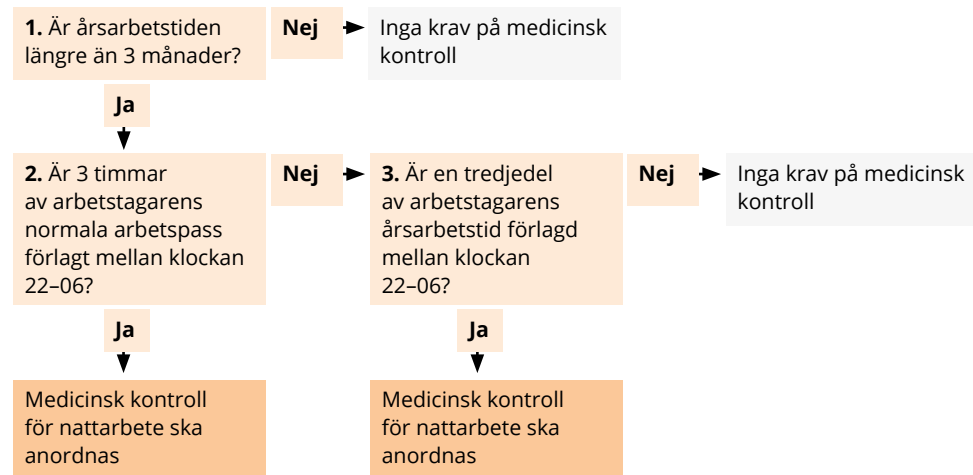 1. Är årsarbetstiden
längre än 3 månader?
Nej
Inga krav på medicinsk
kontroll
Ja
2. Är 3 timmar
av arbetstagarens
normala arbetspass
förlagt mellan klockan
22–06?
Nej
3. Är en tredjedel
av arbetstagarens
årsarbetstid förlagd
mellan klockan
22–06?
Nej
Inga krav på medicinsk
kontroll
Ja
Ja
Medicinsk kontroll
för nattarbete ska
anordnas
Medicinsk kontroll
för nattarbete ska
anordnas